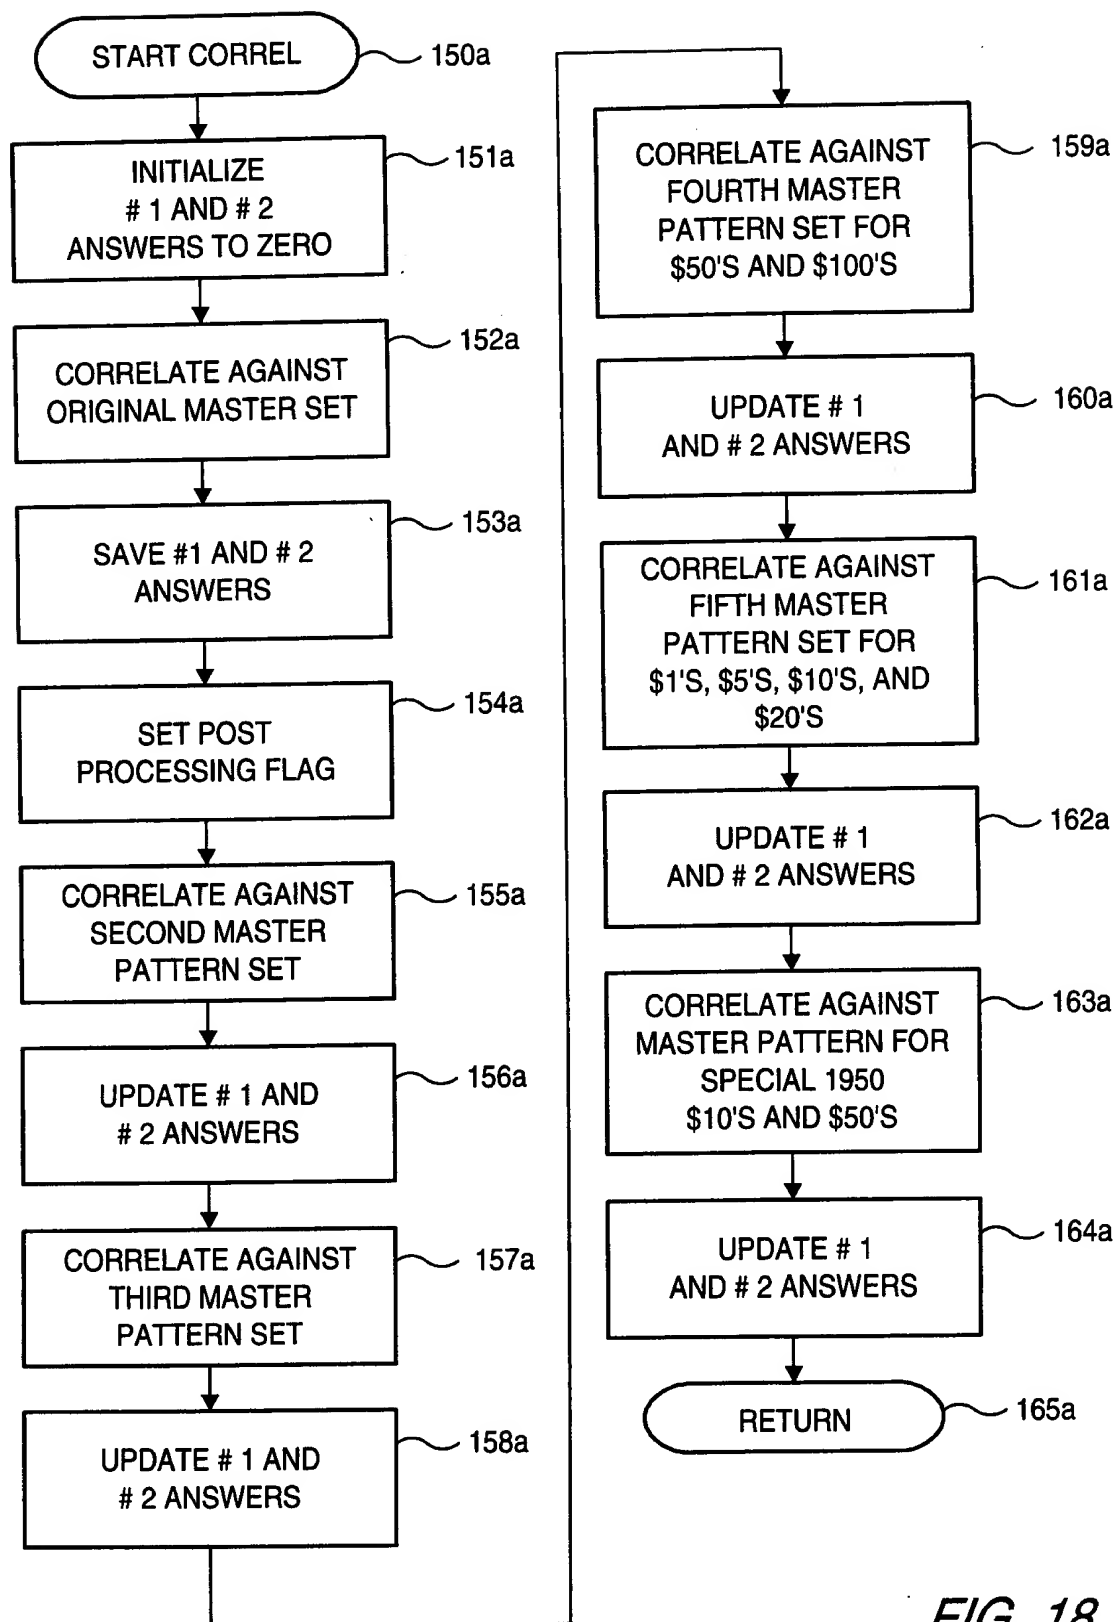 START CORREL
150a
INITIALIZE
# 1 AND # 2
ANSWERS TO ZERO
151a
CORRELATE AGAINST
ORIGINAL MASTER SET
152a
SAVE #1 AND # 2
ANSWERS
153a
SET POST
PROCESSING FLAG
154a
CORRELATE AGAINST
SECOND MASTER
PATTERN SET
155a
UPDATE # 1 AND
# 2 ANSWERS
156a
CORRELATE AGAINST
THIRD MASTER
PATTERN SET
157a
UPDATE # 1 AND
# 2 ANSWERS
158a
CORRELATE AGAINST
FOURTH MASTER
PATTERN SET FOR
$50'S AND $100'S
159a
UPDATE # 1
AND # 2 ANSWERS
160a
CORRELATE AGAINST
FIFTH MASTER
PATTERN SET FOR
$1'S, $5'S, $10'S, AND
$20'S
161a
UPDATE # 1
AND # 2 ANSWERS
162a
CORRELATE AGAINST
MASTER PATTERN FOR
SPECIAL 1950
$10'S AND $50'S
163a
UPDATE # 1
AND # 2 ANSWERS
164a
RETURN
165a
FIG. 18